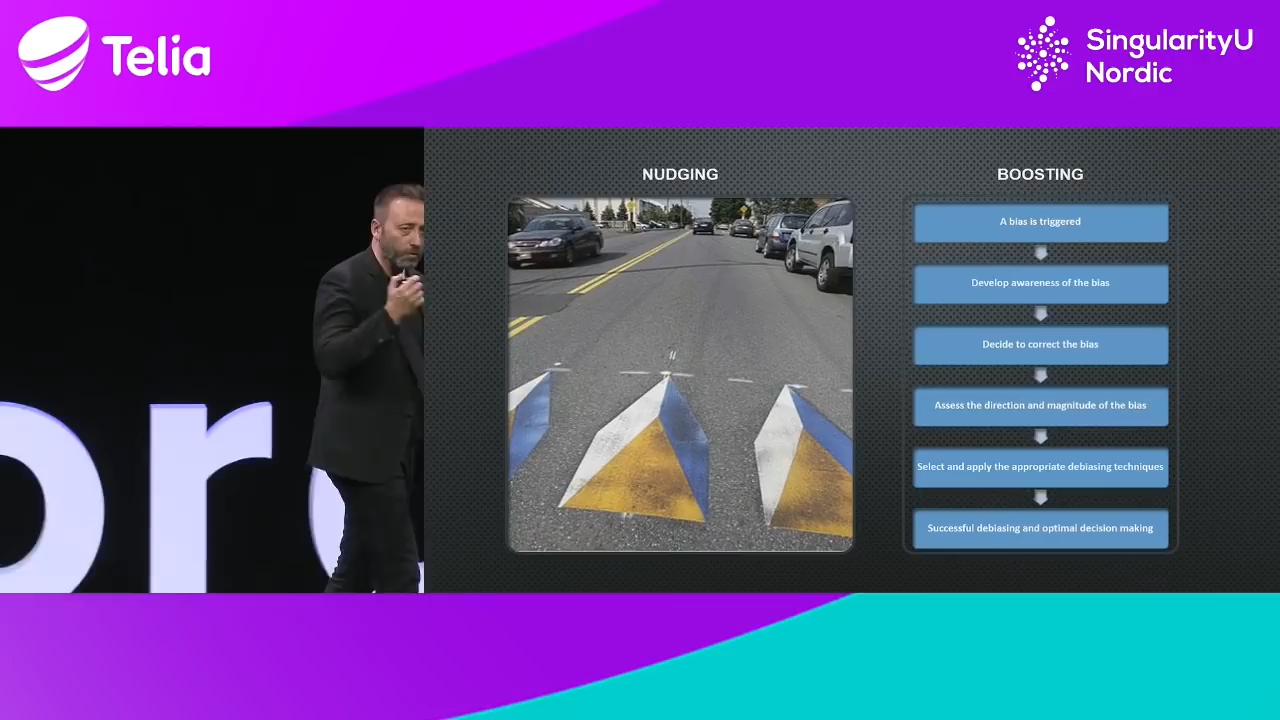 Telia
SingularityU
Nordic
NUDGING
BOOSTING
A bias is triggered
Develop awareness of the bias
Decide to correct the bias
Assess the direction and magnitude of the bias
Select and apply the appropriate debiasing techniques
Successful debiasing and optimal decision making